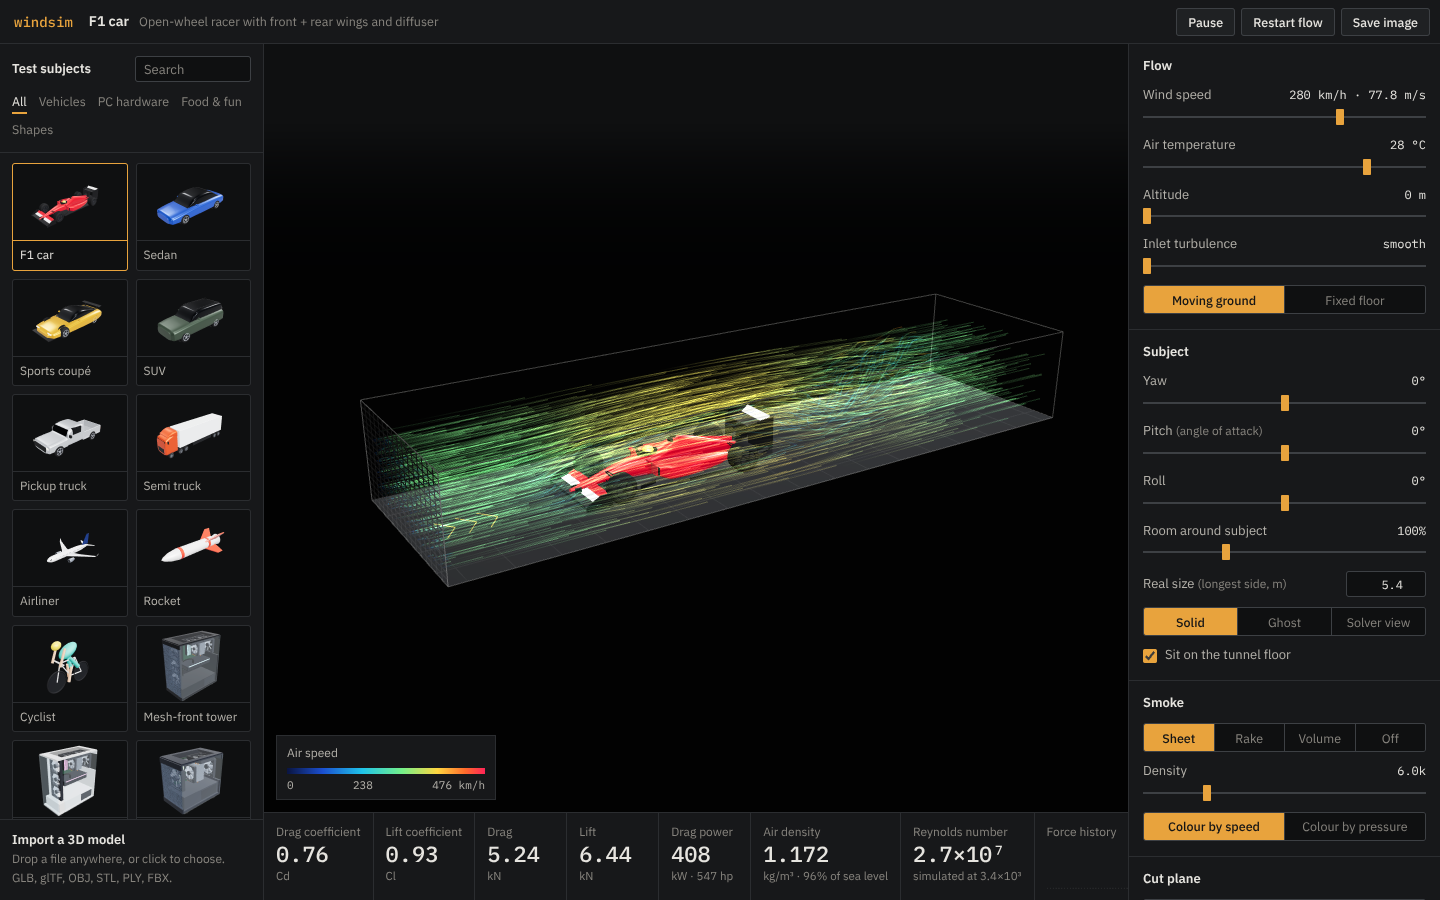 windsim F1 car Open-wheel racer with front + rear wings and diffuser Pause Restart flow Save image
Test subjects Search
All Vehicles PC hardware Food & fun
Shapes
F1 car Sedan
Sports coupé SUV
Pickup truck Semi truck
Airliner Rocket
Cyclist Mesh-front tower
Import a 3D model
Drop a file anywhere, or click to choose.
GLB, glTF, OBJ, STL, PLY, FBX.
Air speed
0 238 476 km/h
Drag coefficient
0.76
Cd
Lift coefficient
0.93
Cl
Drag
5.24
kN
Lift
6.44
kN
Drag power
408
kW · 547 hp
Air density
1.172
kg/m³ · 96% of sea level
Reynolds number
2.7×10⁷
simulated at 3.4×10³
Force history
Flow
Wind speed 280 km/h · 77.8 m/s
Air temperature 28 °C
Altitude 0 m
Inlet turbulence smooth
Moving ground Fixed floor
Subject
Yaw 0°
Pitch (angle of attack) 0°
Roll 0°
Room around subject 100%
Real size (longest side, m) 5.4
Solid Ghost Solver view
Sit on the tunnel floor
Smoke
Sheet Rake Volume Off
Density 6.0k
Colour by speed Colour by pressure
Cut plane